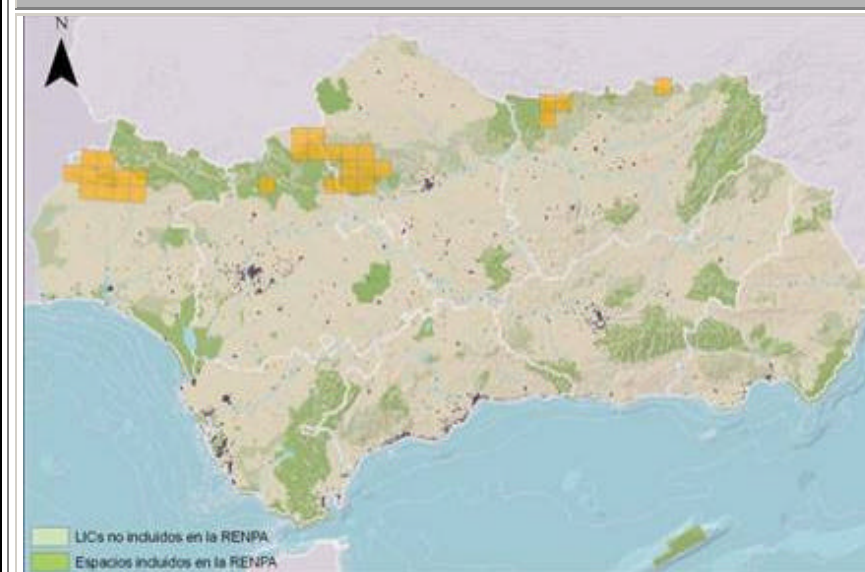 N
LICs no incluidos en la RENPA
Espacios incluidos en la RENPA